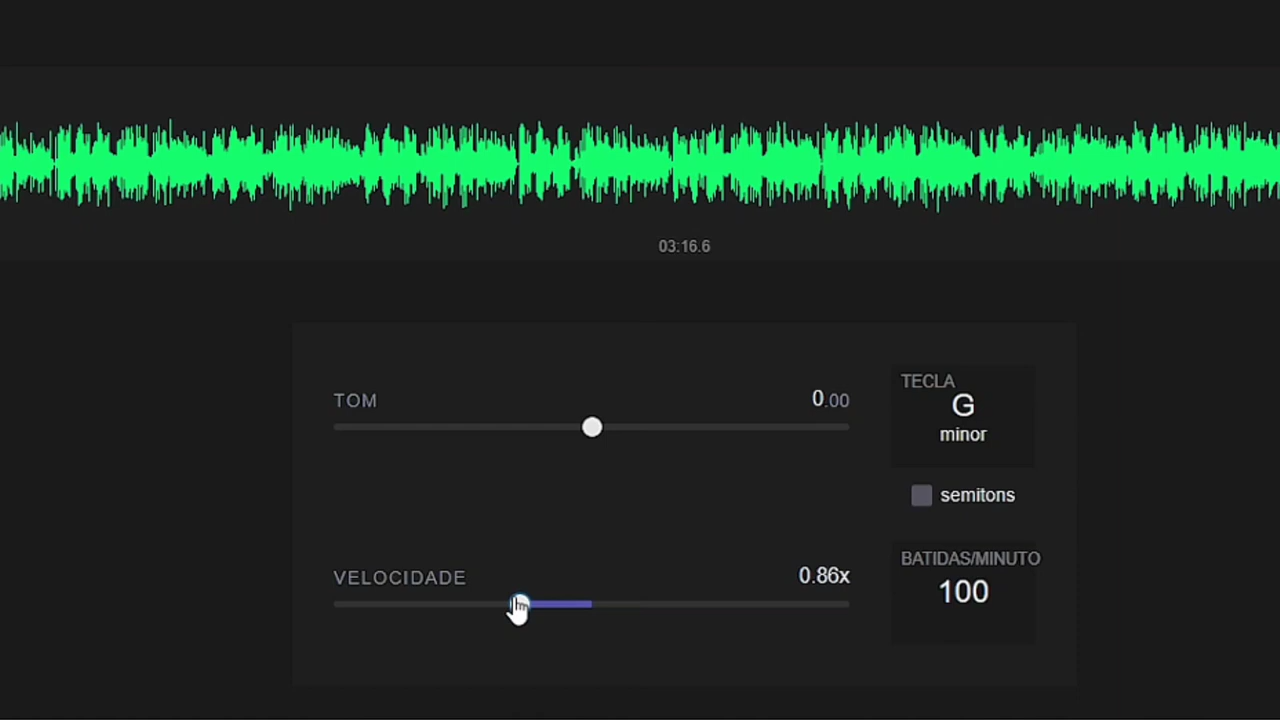 03:16.6
TOM 0.00
TECLA
G
minor
semitons
VELOCIDADE 0.86x
BATIDAS/MINUTO
100